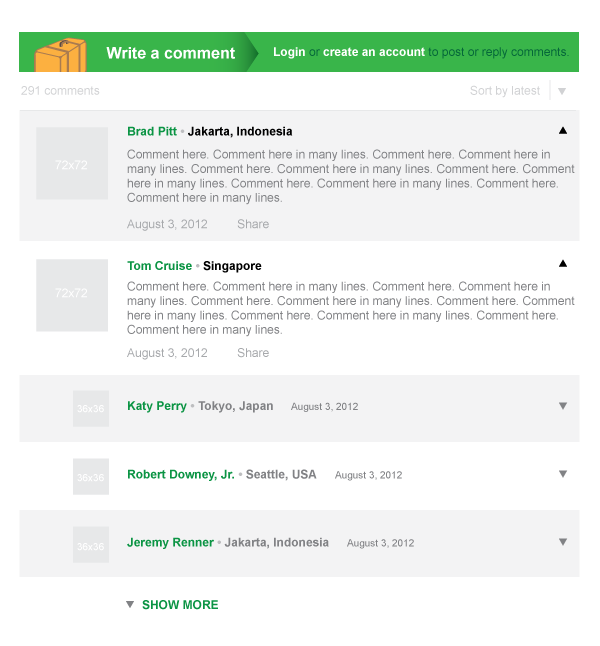 Write a comment
Login or create an account to post or reply comments.
291 comments
Sort by latest
Brad Pitt • Jakarta, Indonesia
72x72
Comment here. Comment here in many lines. Comment here. Comment here in
many lines. Comment here. Comment here in many lines. Comment here. Comment
here in many lines. Comment here. Comment here in many lines. Comment here.
Comment here in many lines.
August 3, 2012 Share
Tom Cruise • Singapore
72x72
Comment here. Comment here in many lines. Comment here. Comment here in
many lines. Comment here. Comment here in many lines. Comment here. Comment
here in many lines. Comment here. Comment here in many lines. Comment here.
Comment here in many lines.
August 3, 2012 Share
36x36
Katy Perry • Tokyo, Japan August 3, 2012
36x36
Robert Downey, Jr. • Seattle, USA August 3, 2012
36x36
Jeremy Renner • Jakarta, Indonesia August 3, 2012
SHOW MORE